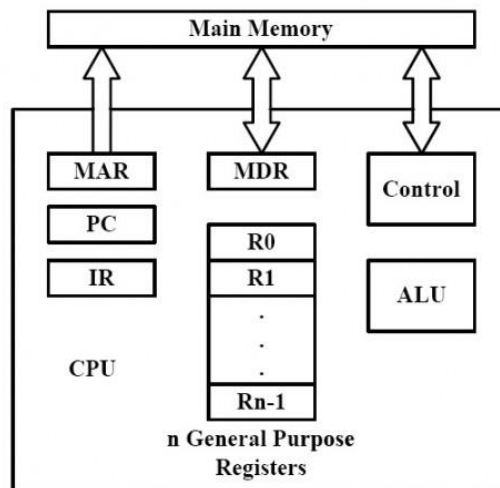 Main Memory
MAR
MDR
Control
PC
R0
IR
R1
ALU
.
.
.
CPU
Rn-1
n General Purpose
Registers